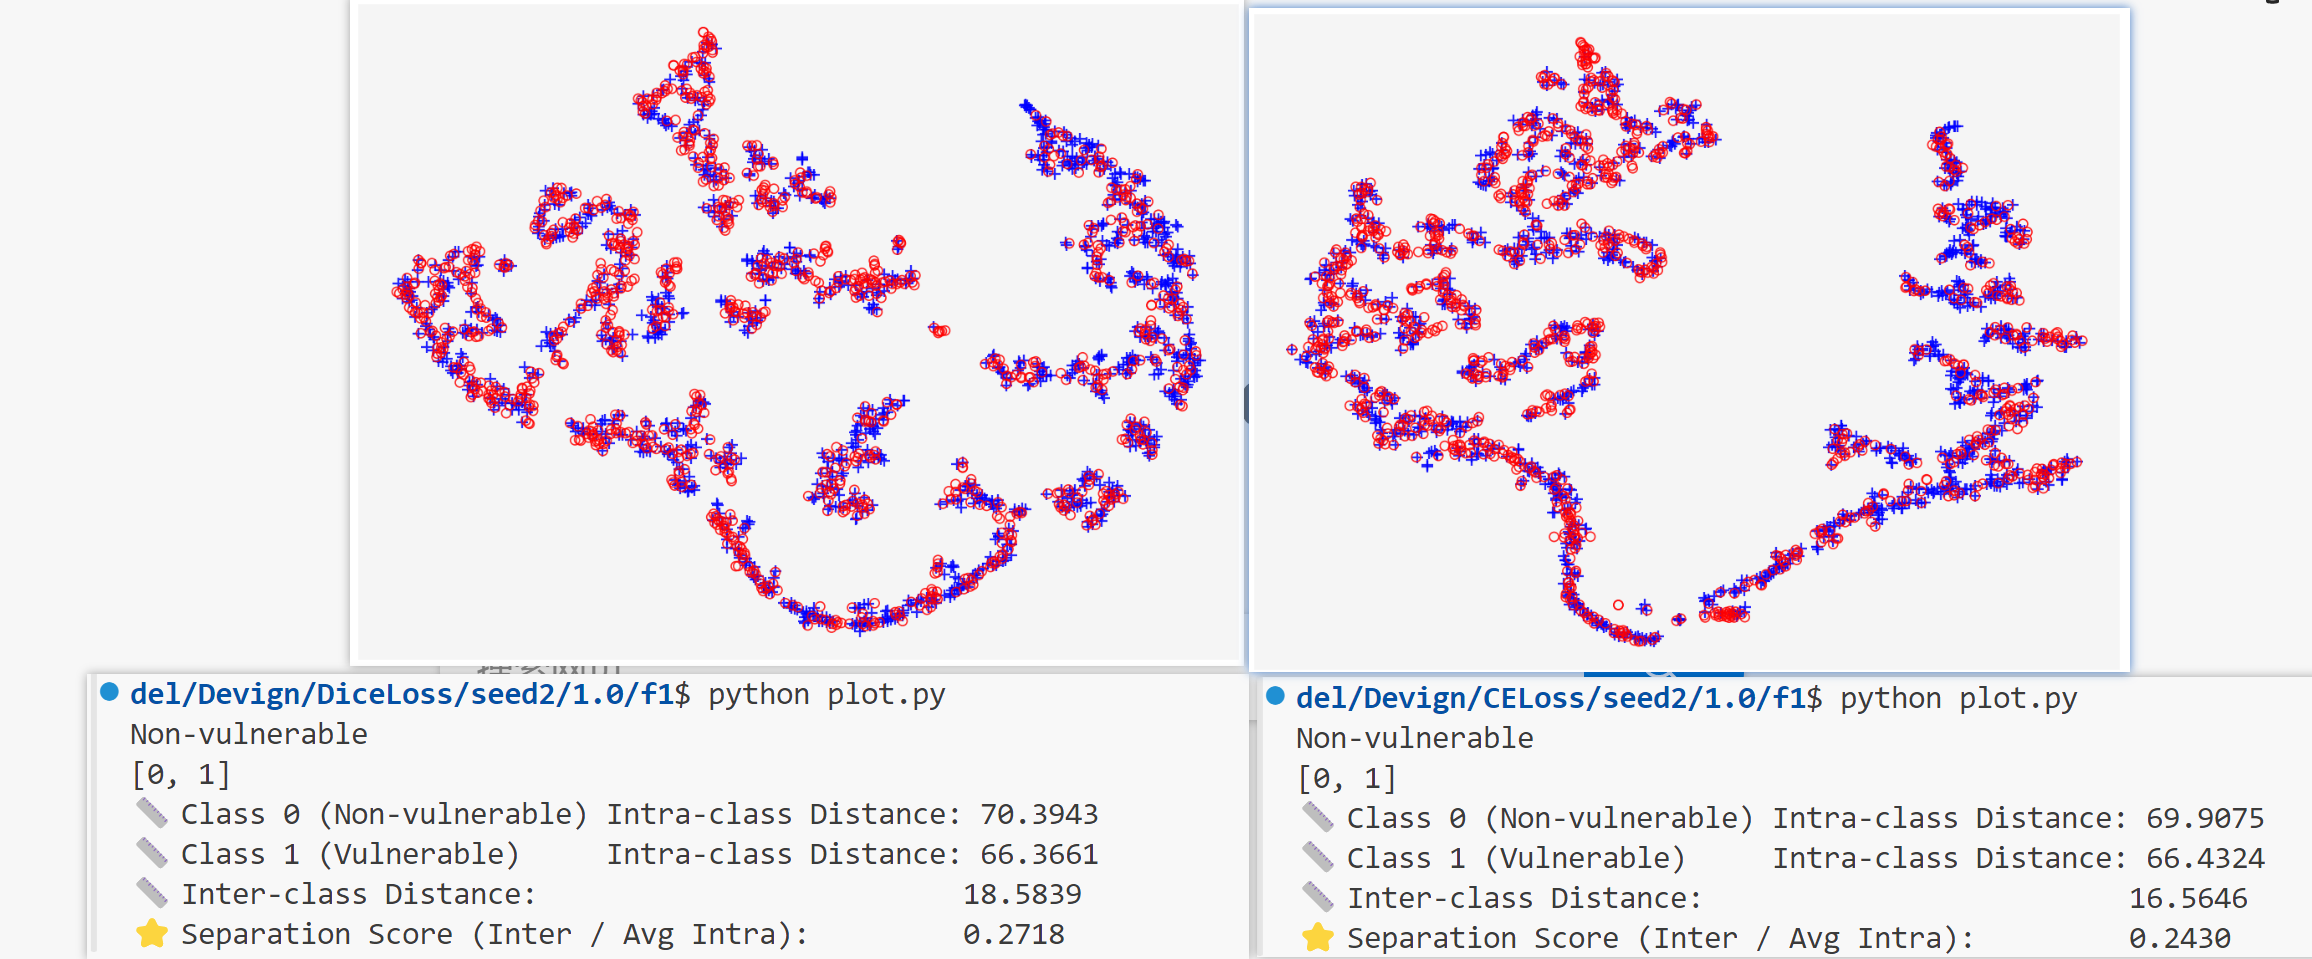 del/Devign/DiceLoss/seed2/1.0/f1$ python plot.py
Non-vulnerable
[0, 1]
Class 0 (Non-vulnerable) Intra-class Distance: 70.3943
Class 1 (Vulnerable) Intra-class Distance: 66.3661
Inter-class Distance: 18.5839
Separation Score (Inter / Avg Intra): 0.2718
del/Devign/CELoss/seed2/1.0/f1$ python plot.py
Non-vulnerable
[0, 1]
Class 0 (Non-vulnerable) Intra-class Distance: 69.9075
Class 1 (Vulnerable) Intra-class Distance: 66.4324
Inter-class Distance: 16.5646
Separation Score (Inter / Avg Intra): 0.2430